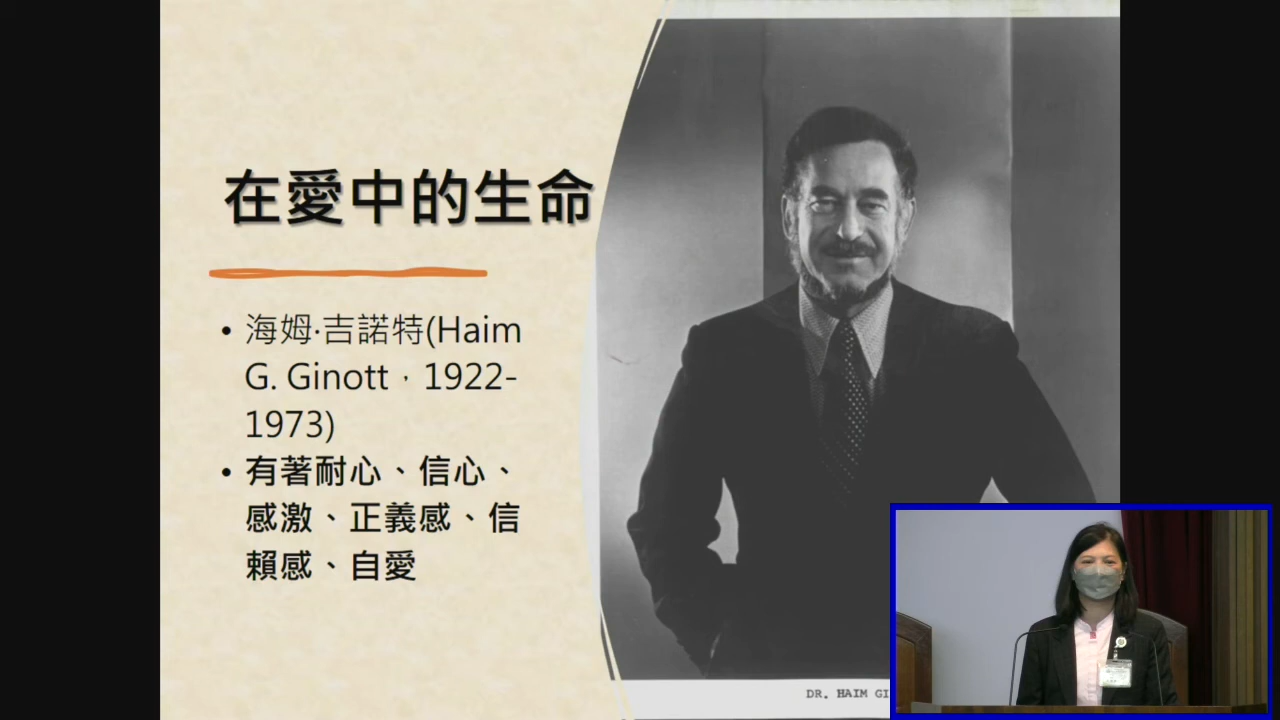 在愛中的生命
• 海姆·吉諾特(Haim
G. Ginott，1922-
1973)
• 有著耐心、信心、
感激、正義感、信
賴感、自愛
DR. HAIM GI